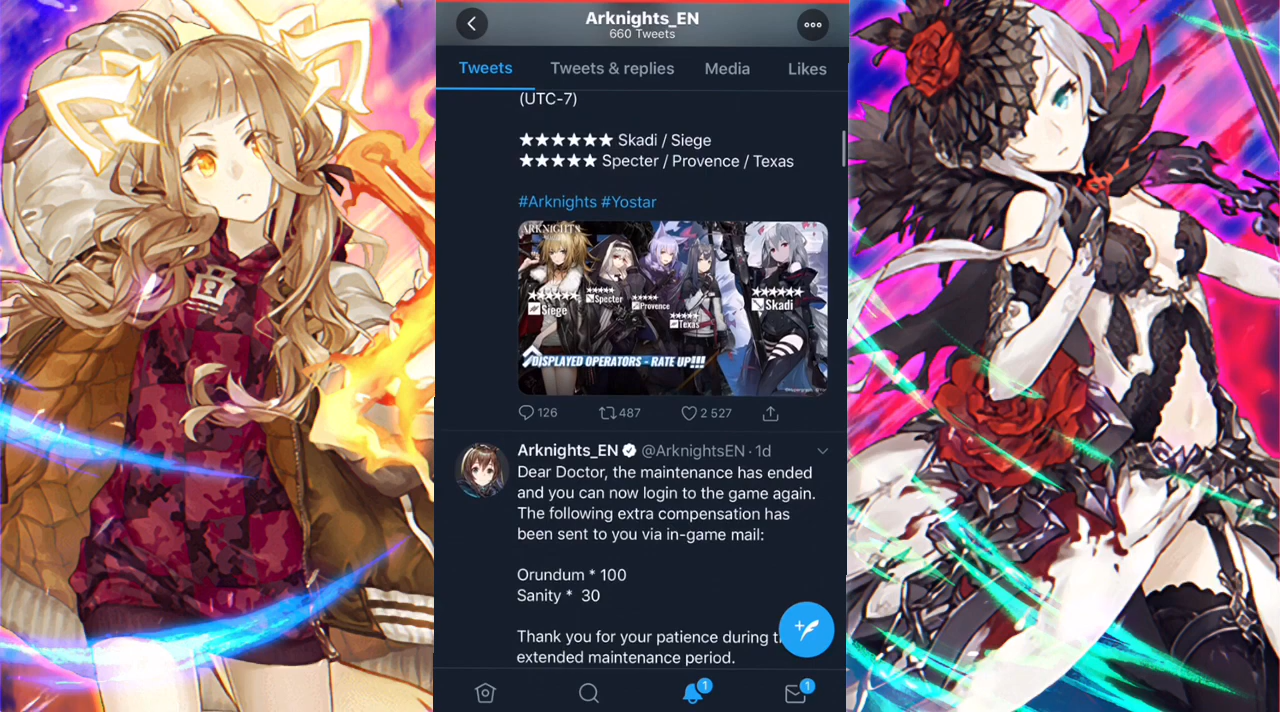 Arknights_EN
660 Tweets
Tweets Tweets & replies Media Likes
(UTC-7)
★★★★★★ Skadi / Siege
★★★★★ Specter / Provence / Texas
#Arknights #Yostar
ARKNIGHTS
★★★★★★
Siege
★★★★★
Specter
★★★★★
Provence
★★★★★
Texas
★★★★★★
Skadi
DISPLAYED OPERATORS - RATE UP!!!
126 487 2 527
Arknights_EN @ArknightsEN · 1d
Dear Doctor, the maintenance has ended
and you can now login to the game again.
The following extra compensation has
been sent to you via in-game mail:
Orundum * 100
Sanity * 30
Thank you for your patience during
extended maintenance period.
1 1